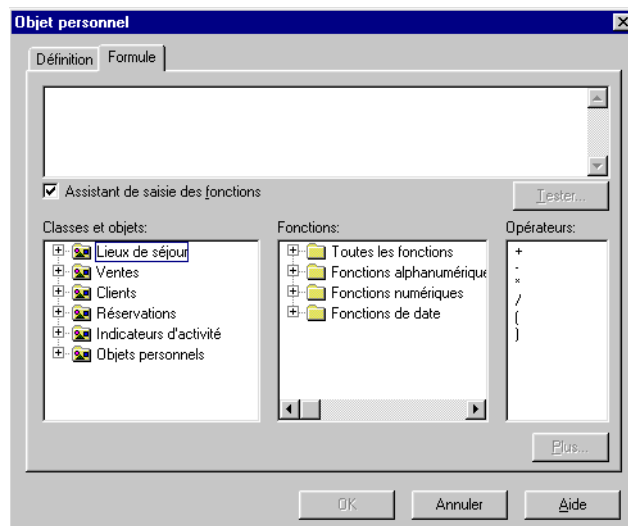 Objet personnel
Définition Formule
Assistant de saisie des fonctions
Tester...
Classes et objets: Fonctions: Opérateurs:
Lieux de séjour Toutes les fonctions +
Ventes Fonctions alphanumérique -
Clients Fonctions numériques *
Réservations Fonctions de date /
Indicateurs d'activité (
Objets personnels )
Plus...
OK Annuler Aide